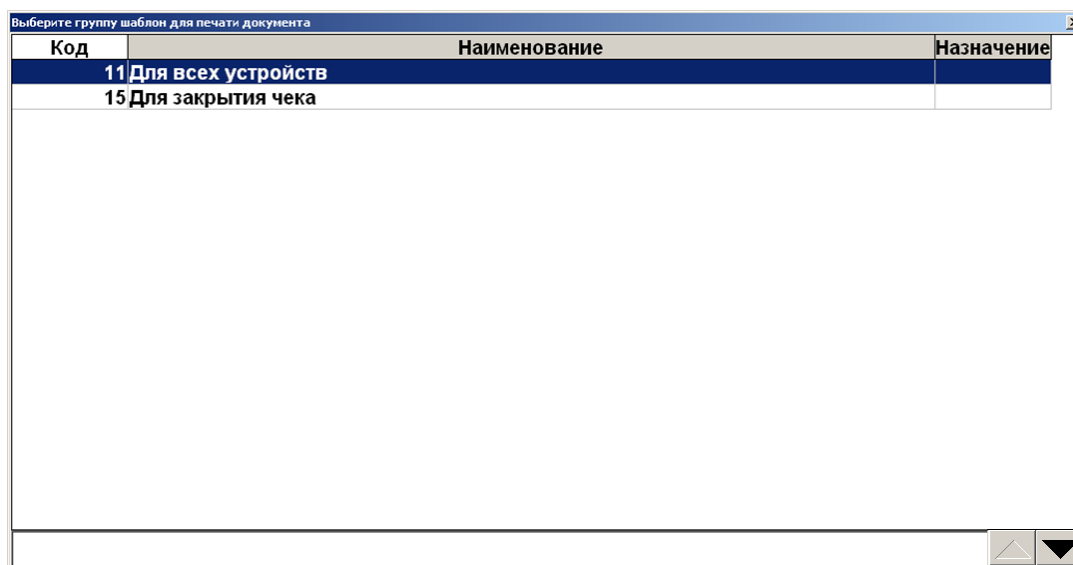 Выберите группу шаблон для печати документа
Код Наименование Назначение
11 Для всех устройств
15 Для закрытия чека